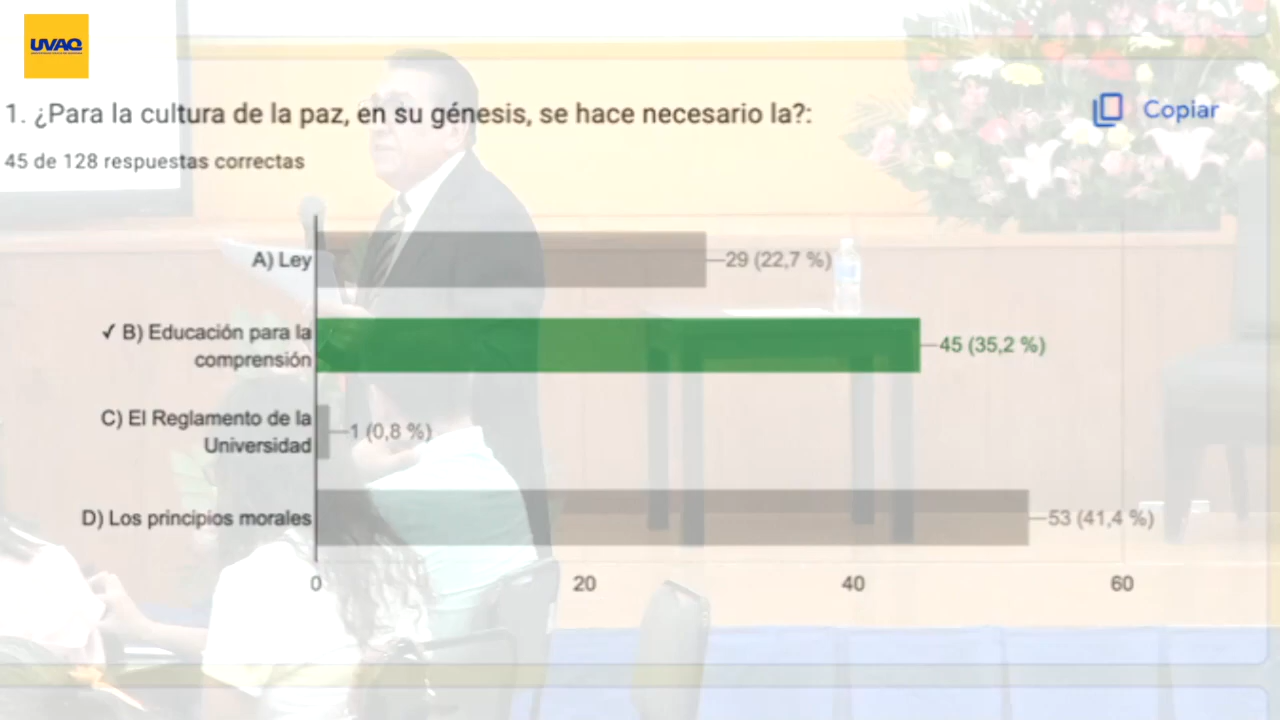 UVAQ
1. ¿Para la cultura de la paz, en su génesis, se hace necesario la?:
Copiar
45 de 128 respuestas correctas
A) Ley
29 (22,7 %)
✓ B) Educación para la
comprensión
45 (35,2 %)
C) El Reglamento de la
Universidad
1 (0,8 %)
D) Los principios morales
53 (41,4 %)
0 20 40 60